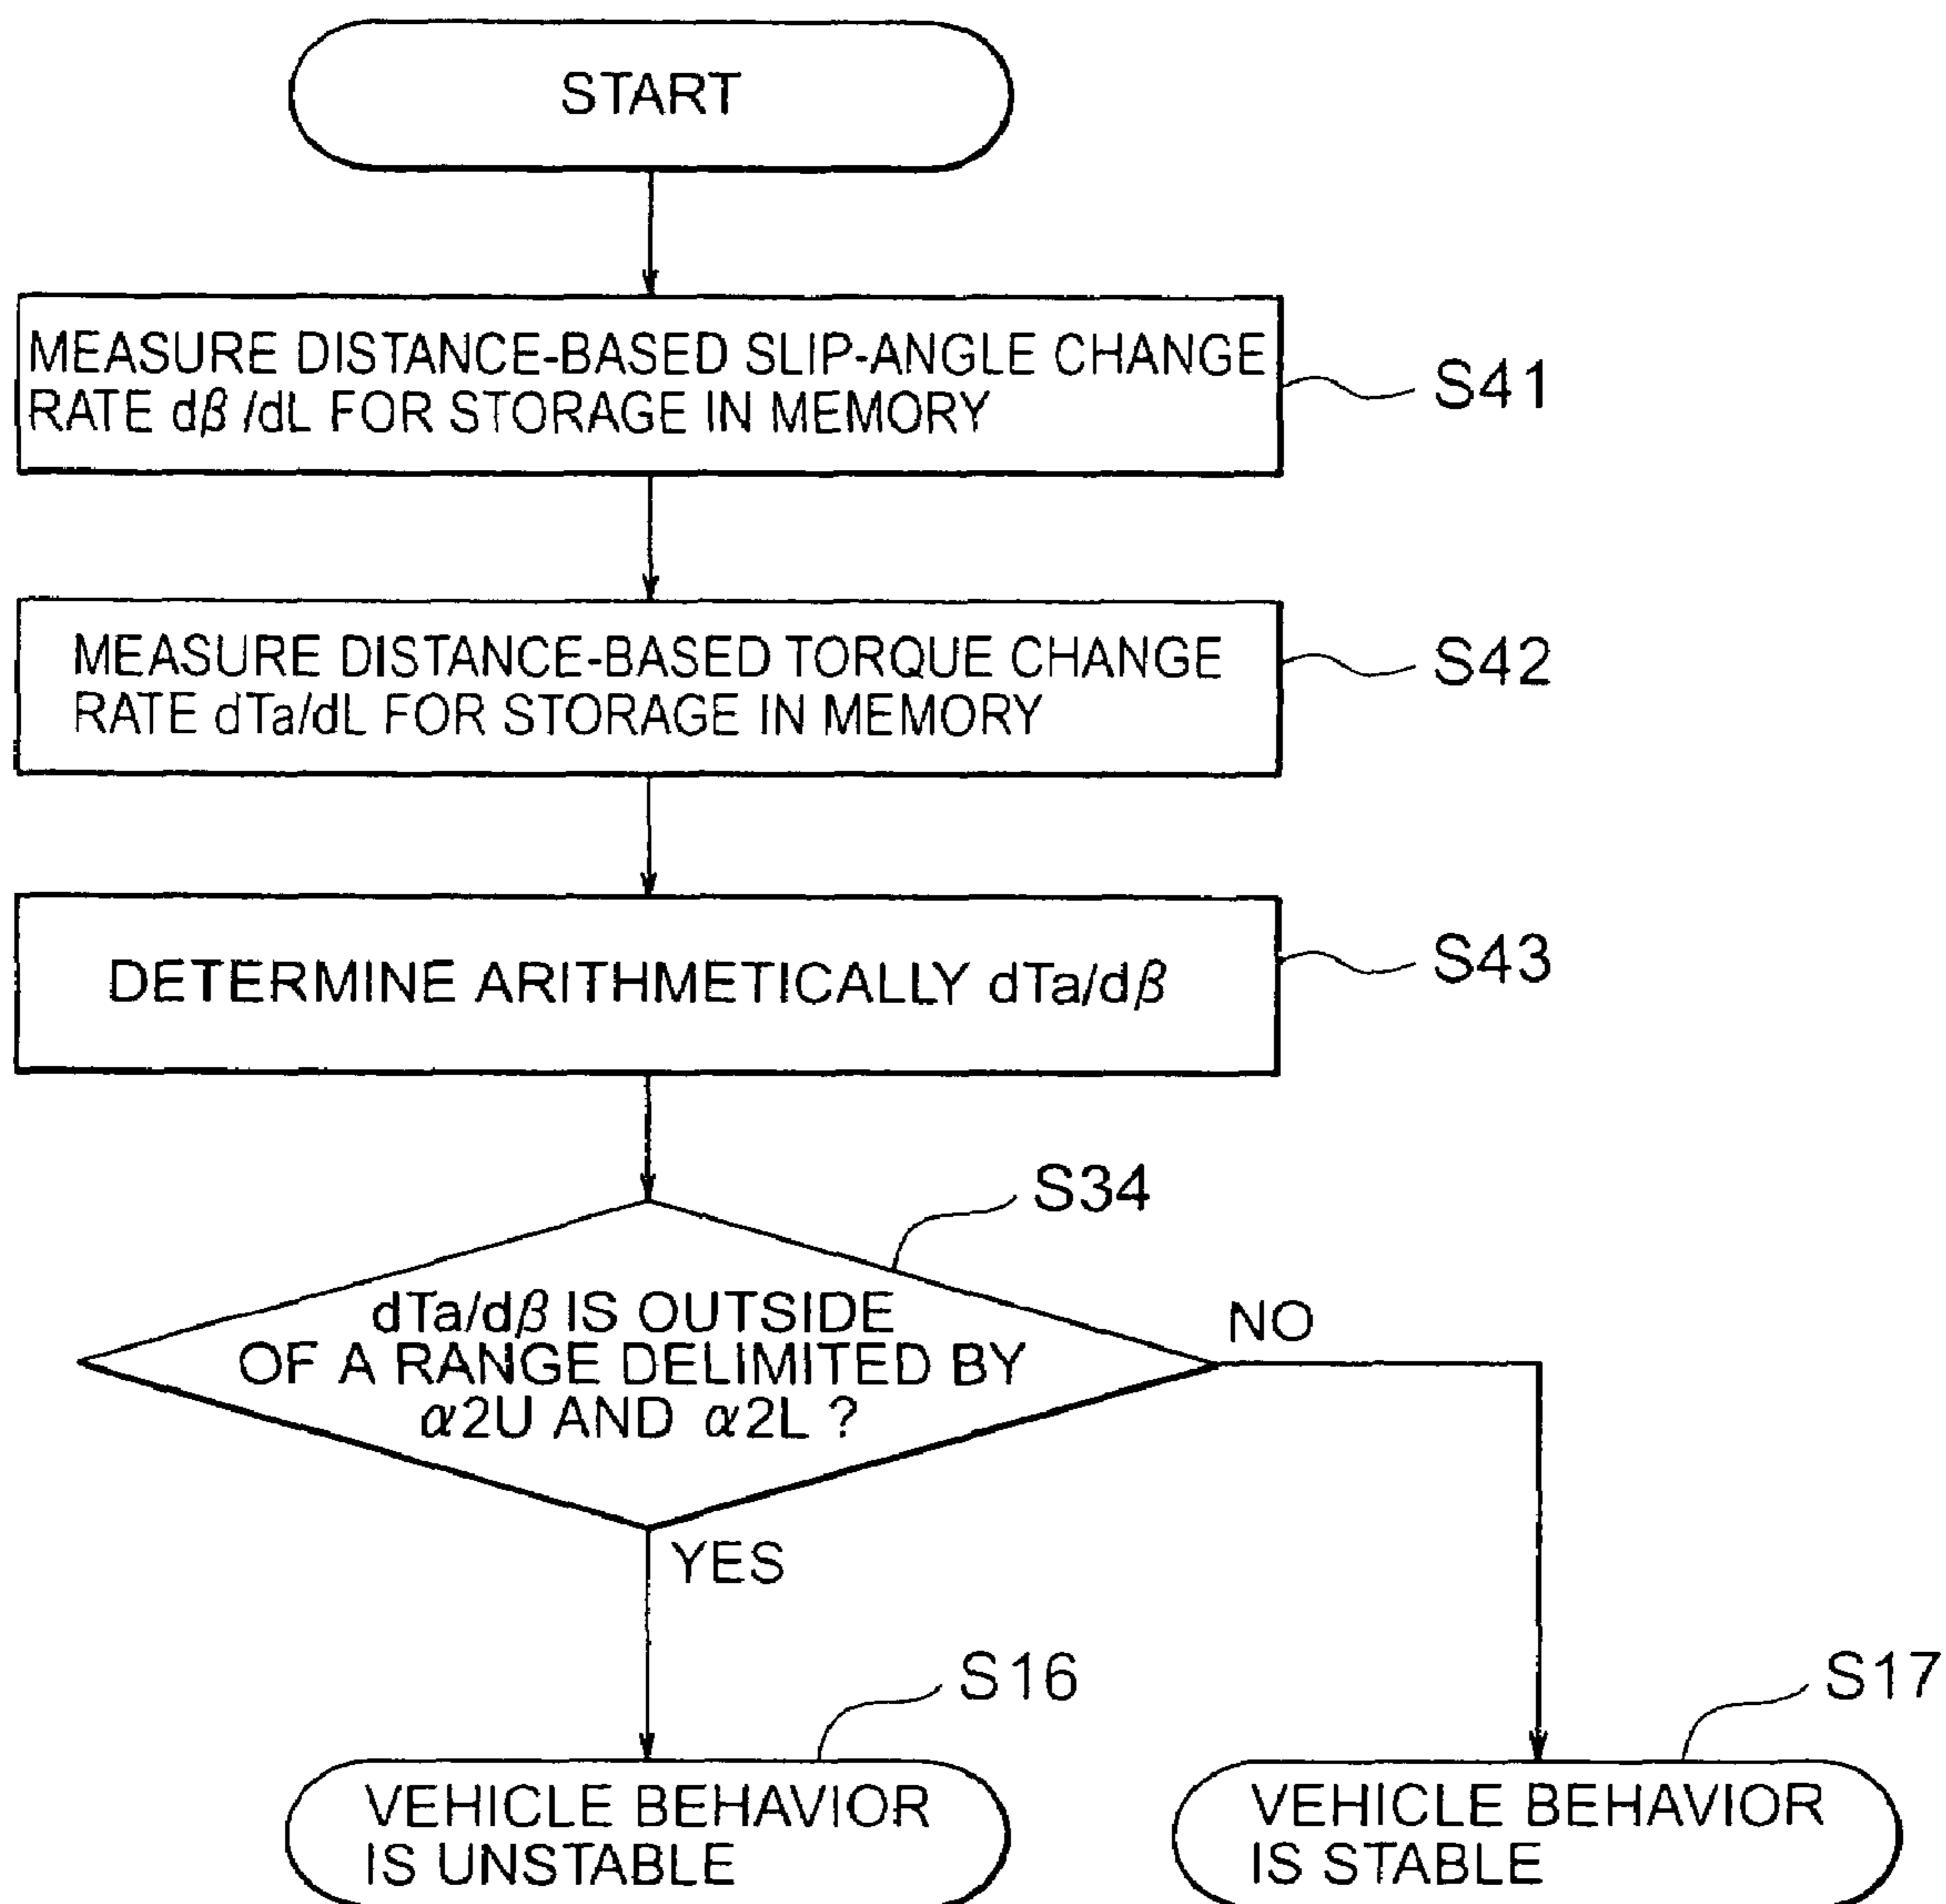 START
MEASURE DISTANCE-BASED SLIP-ANGLE CHANGE
RATE dβ/dL FOR STORAGE IN MEMORY
S41
MEASURE DISTANCE-BASED TORQUE CHANGE
RATE dTa/dL FOR STORAGE IN MEMORY
S42
DETERMINE ARITHMETICALLY dTa/dβ
S43
S34
dTa/dβ IS OUTSIDE
OF A RANGE DELIMITED BY
α2U AND α2L ?
NO
YES
S16
VEHICLE BEHAVIOR
IS UNSTABLE
S17
VEHICLE BEHAVIOR
IS STABLE